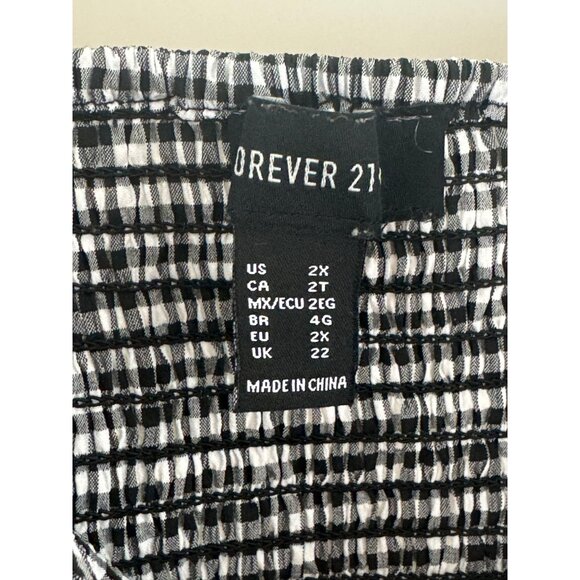 OREVER 21
US 2X
CA 2T
MX/ECU 2EG
BR 4G
EU 2X
UK 22
MADE IN CHINA